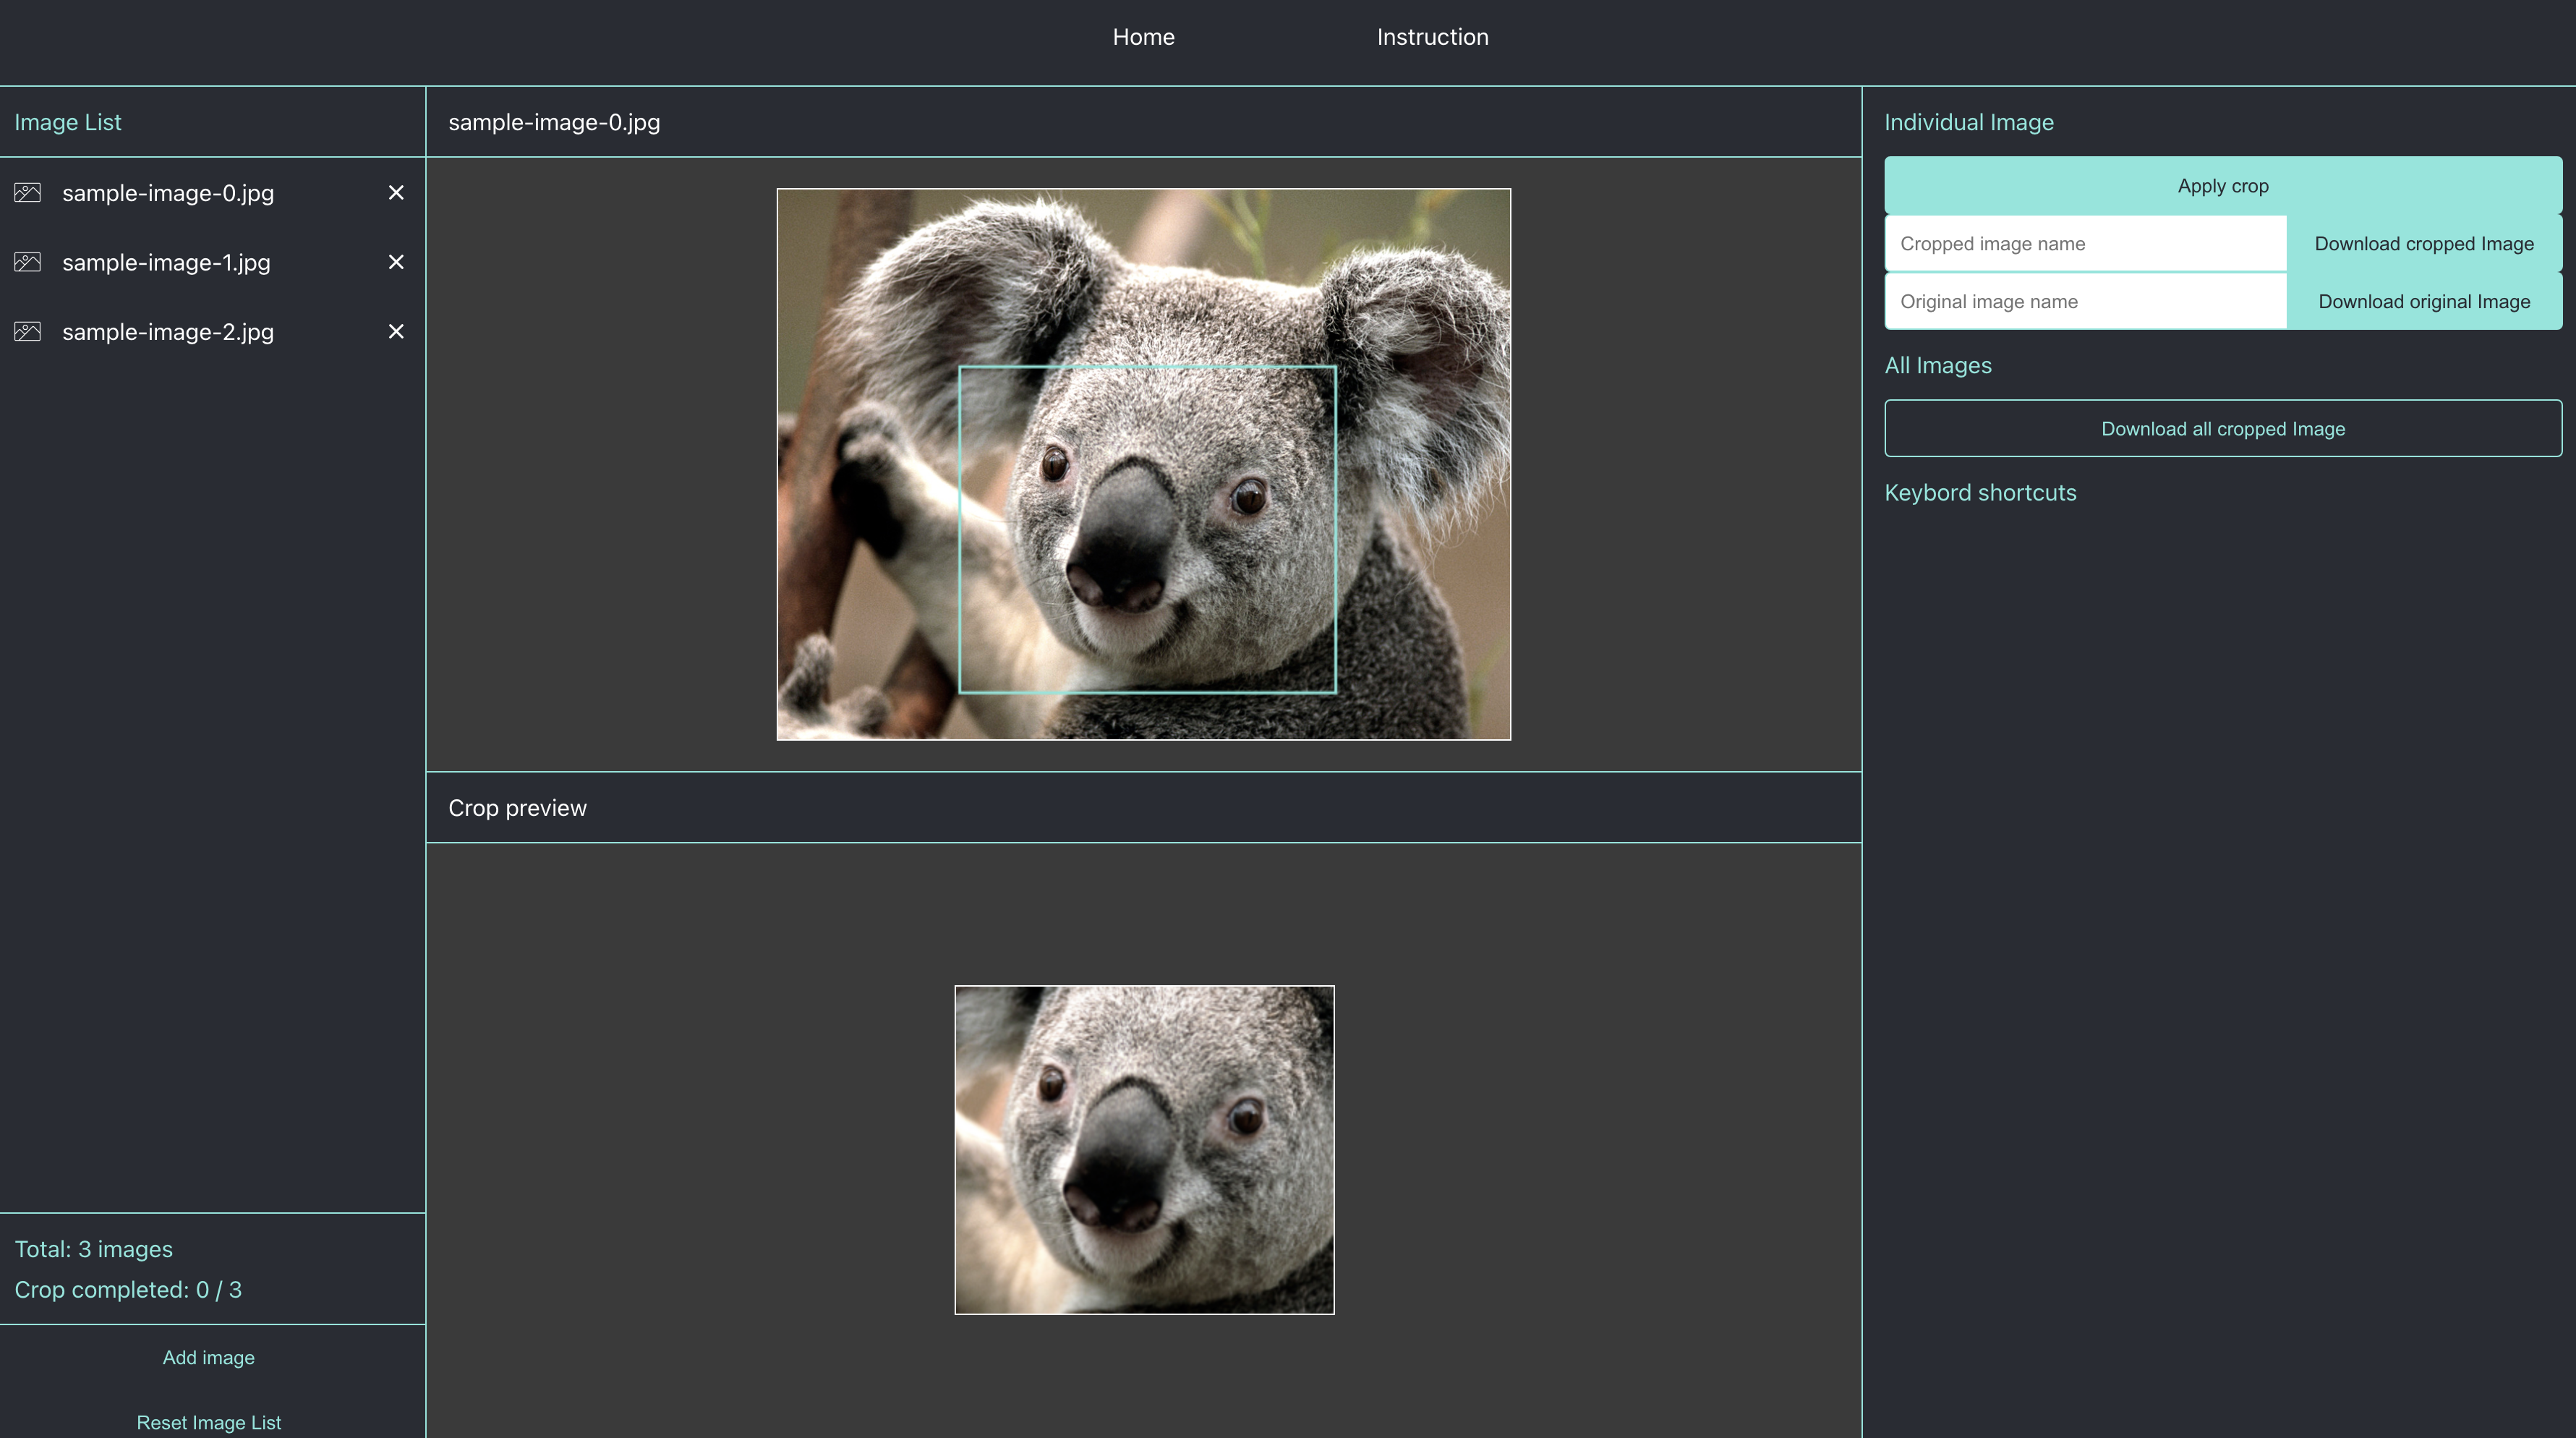 Home
Instruction
Image List
sample-image-0.jpg
sample-image-1.jpg
sample-image-2.jpg
Total: 3 images
Crop completed: 0 / 3
Add image
Reset Image List
sample-image-0.jpg
Crop preview
Individual Image
Apply crop
Cropped image name
Download cropped Image
Original image name
Download original Image
All Images
Download all cropped Image
Keybord shortcuts